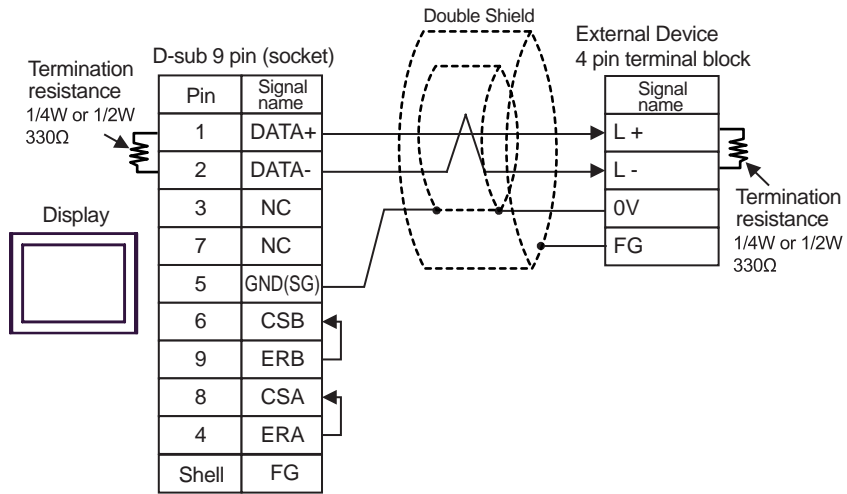 Double Shield
D-sub 9 pin (socket)
External Device
4 pin terminal block
Termination
resistance
1/4W or 1/2W
330Ω
Pin
Signal
name
1
DATA+
2
DATA-
3
NC
7
NC
5
GND(SG)
6
CSB
9
ERB
8
CSA
4
ERA
Shell
FG
Display
Signal
name
L +
L -
0V
FG
Termination
resistance
1/4W or 1/2W
330Ω